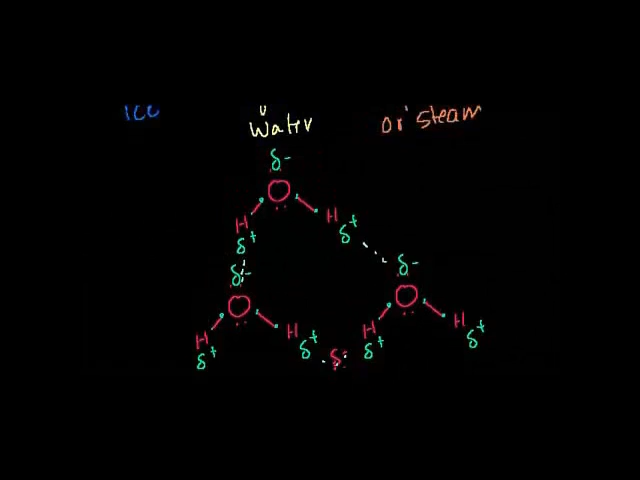 ice water or steam
δ-
O
H H
δ+ δ+
δ- δ-
O O
H H H H
δ+ δ+ δ δ+ δ+